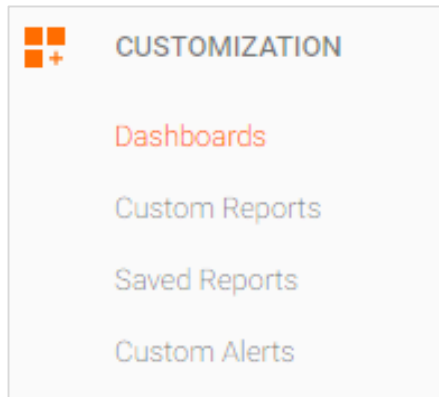 CUSTOMIZATION
Dashboards
Custom Reports
Saved Reports
Custom Alerts